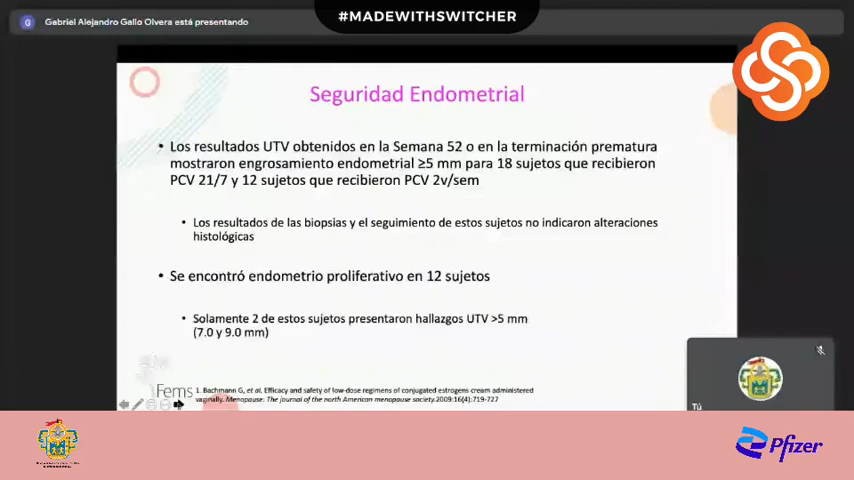 #MADEWITHSWITCHER
G
Gabriel Alejandro Gallo Olvera está presentando
Seguridad Endometrial
• Los resultados UTV obtenidos en la Semana 52 o en la terminación prematura
mostraron engrosamiento endometrial ≥5 mm para 18 sujetos que recibieron
PCV 21/7 y 12 sujetos que recibieron PCV 2v/sem
• Los resultados de las biopsias y el seguimiento de estos sujetos no indicaron alteraciones
histológicas
• Se encontró endometrio proliferativo en 12 sujetos
• Solamente 2 de estos sujetos presentaron hallazgos UTV >5 mm
(7.0 y 9.0 mm)
Fems
1. Bachmann G, et al. Efficacy and safety of low-dose regimens of conjugated estrogens cream administered
vaginally. Menopause: The journal of the north American menopause society.2009:16(4):719-727
Tú
Pfizer